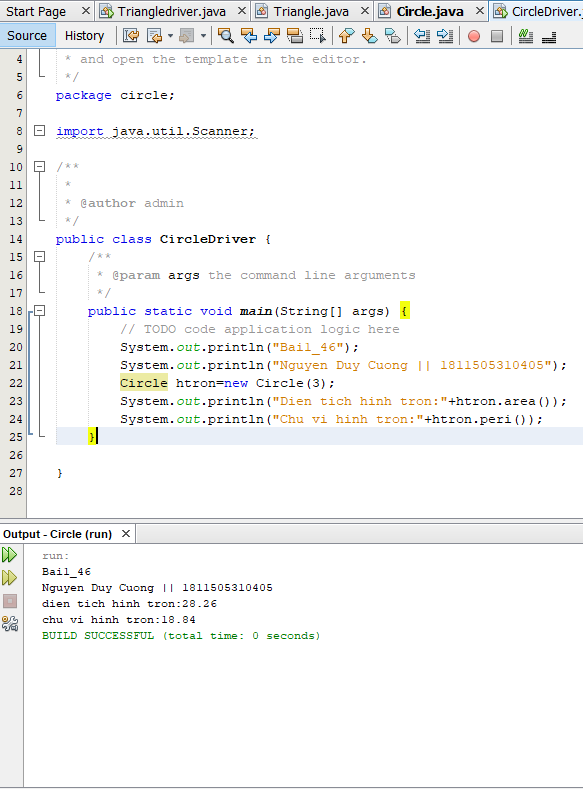 Start Page Triangledriver.java Triangle.java Circle.java CircleDriver.
Source History
4 * and open the template in the editor.
5 */
6 package circle;
7
8 import java.util.Scanner;
9
10 /**
11 *
12 * @author admin
13 */
14 public class CircleDriver {
15 /**
16 * @param args the command line arguments
17 */
18 public static void main(String[] args) {
19 // TODO code application logic here
20 System.out.println("Bail_46");
21 System.out.println("Nguyen Duy Cuong || 1811505310405");
22 Circle htron=new Circle(3);
23 System.out.println("Dien tich hinh tron:"+htron.area());
24 System.out.println("Chu vi hinh tron:"+htron.peri());
25 }
26
27 }
28
Output - Circle (run)
run:
Bail_46
Nguyen Duy Cuong || 1811505310405
dien tich hinh tron:28.26
chu vi hinh tron:18.84
BUILD SUCCESSFUL (total time: 0 seconds)